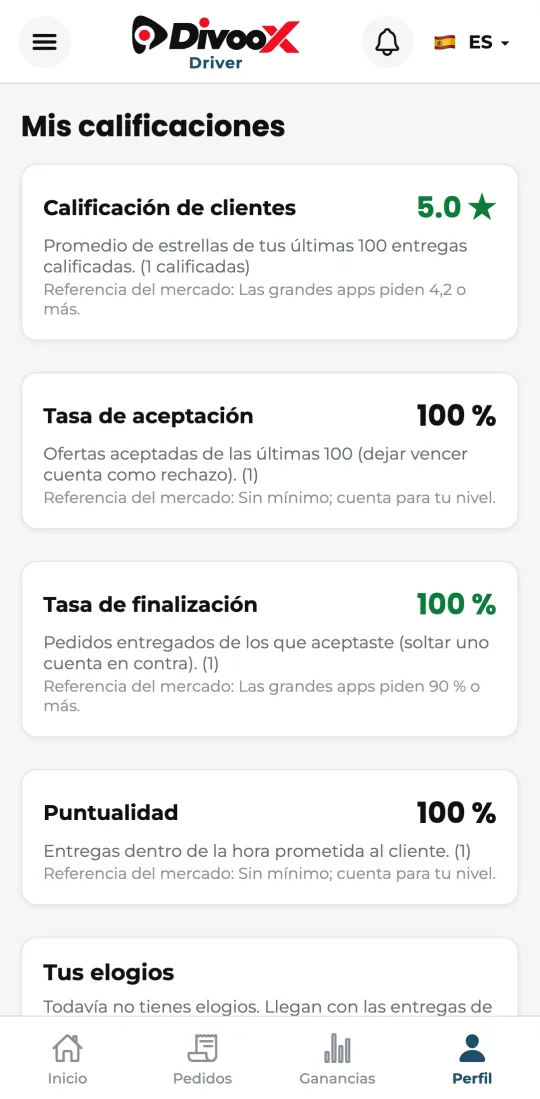 DivooX
Driver
ES
Mis calificaciones
Calificación de clientes
5.0 ★
Promedio de estrellas de tus últimas 100 entregas
calificadas. (1 calificadas)
Referencia del mercado: Las grandes apps piden 4,2 o
más.
Tasa de aceptación
100 %
Ofertas aceptadas de las últimas 100 (dejar vencer
cuenta como rechazo). (1)
Referencia del mercado: Sin mínimo; cuenta para tu nivel.
Tasa de finalización
100 %
Pedidos entregados de los que aceptaste (soltar uno
cuenta en contra). (1)
Referencia del mercado: Las grandes apps piden 90 % o
más.
Puntualidad
100 %
Entregas dentro de la hora prometida al cliente. (1)
Referencia del mercado: Sin mínimo; cuenta para tu nivel.
Tus elogios
Todavía no tienes elogios. Llegan con las entregas de
Inicio
Pedidos
Ganancias
Perfil